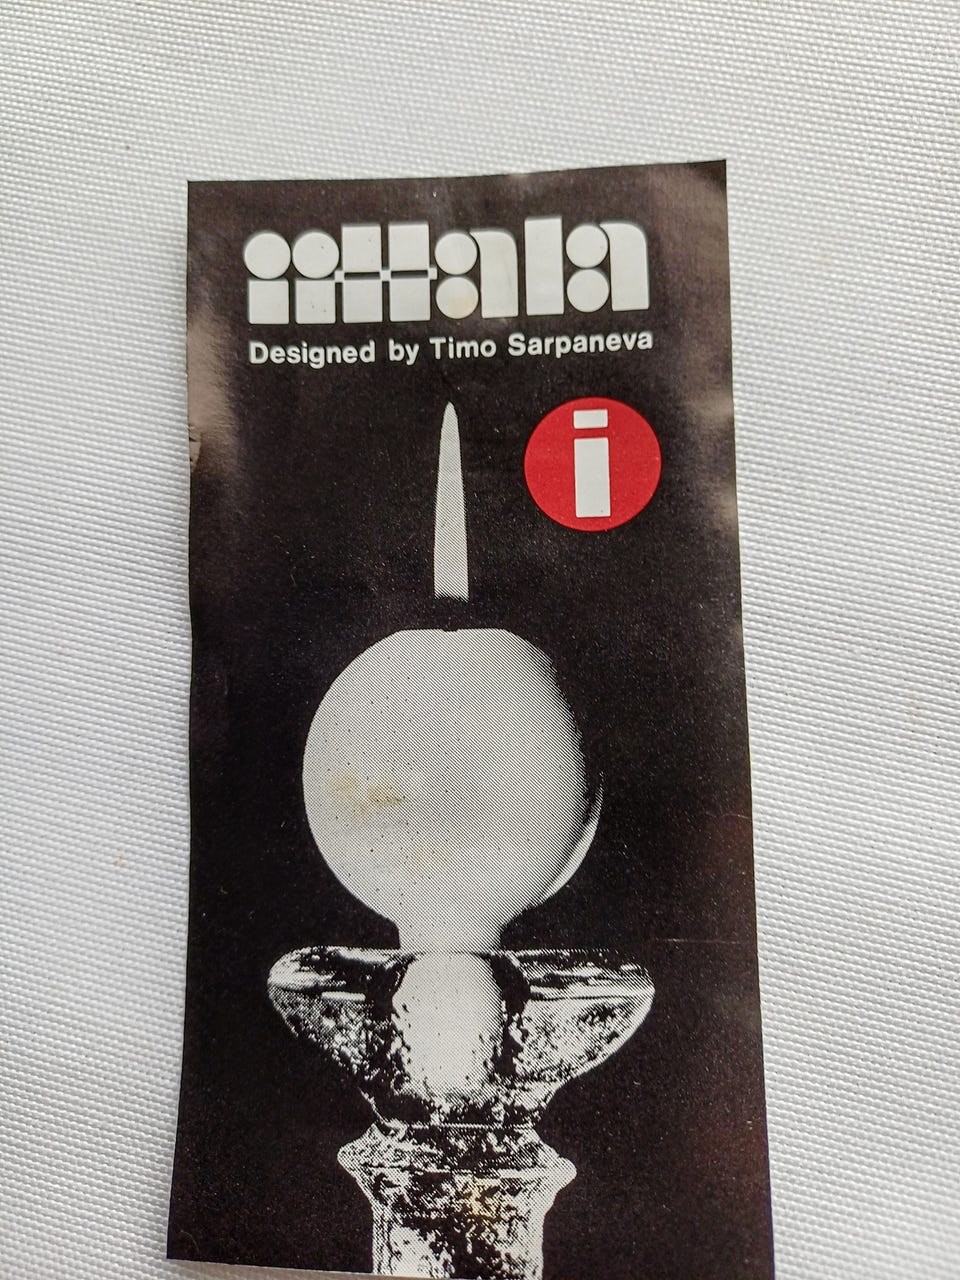 iittala
Designed by Timo Sarpaneva
i